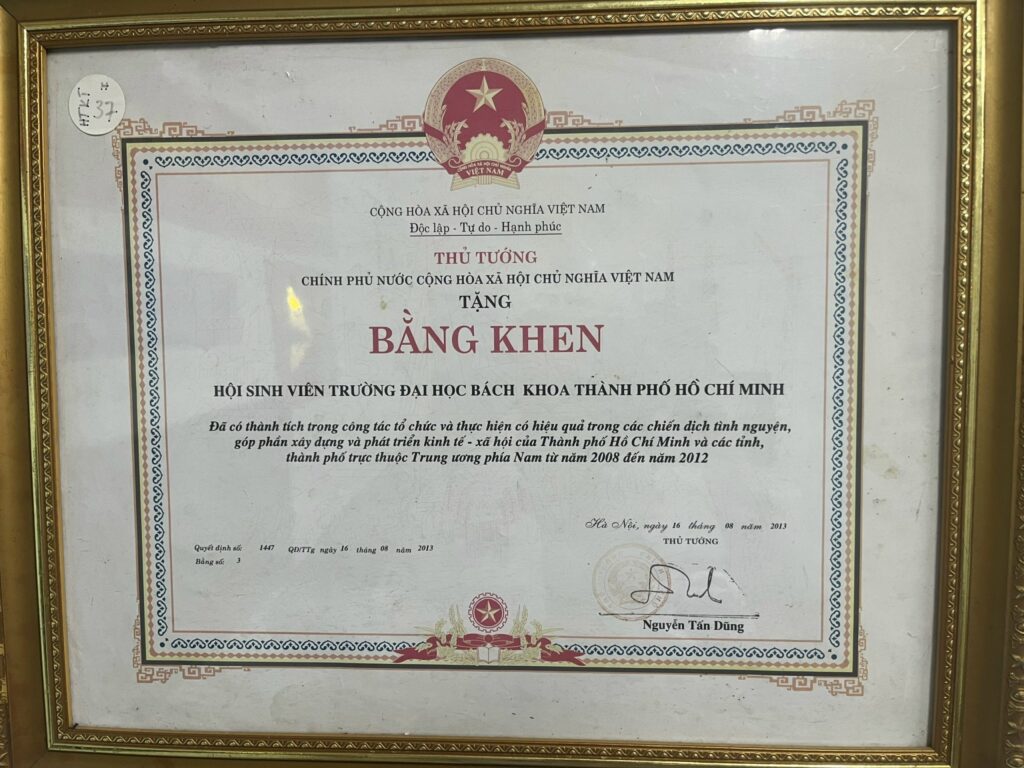 HTKT
I
37
CỘNG HÒA XÃ HỘI CHỦ NGHĨA
VIỆT NAM
CỘNG HÒA XÃ HỘI CHỦ NGHĨA VIỆT NAM
Độc lập - Tự do - Hạnh phúc
THỦ TƯỚNG
CHÍNH PHỦ NƯỚC CỘNG HÒA XÃ HỘI CHỦ NGHĨA VIỆT NAM
TẶNG
BẰNG KHEN
HỘI SINH VIÊN TRƯỜNG ĐẠI HỌC BÁCH KHOA THÀNH PHỐ HỒ CHÍ MINH
Đã có thành tích trong công tác tổ chức và thực hiện có hiệu quả trong các chiến dịch tình nguyện,
góp phần xây dựng và phát triển kinh tế - xã hội của Thành phố Hồ Chí Minh và các tỉnh,
thành phố trực thuộc Trung ương phía Nam từ năm 2008 đến năm 2012
Hà Nội, ngày 16 tháng 08 năm 2013
THỦ TƯỚNG
Quyết định số: 1447 QĐ/TTg ngày 16 tháng 08 năm 2013
Bằng số: 3
Nguyễn Tấn Dũng